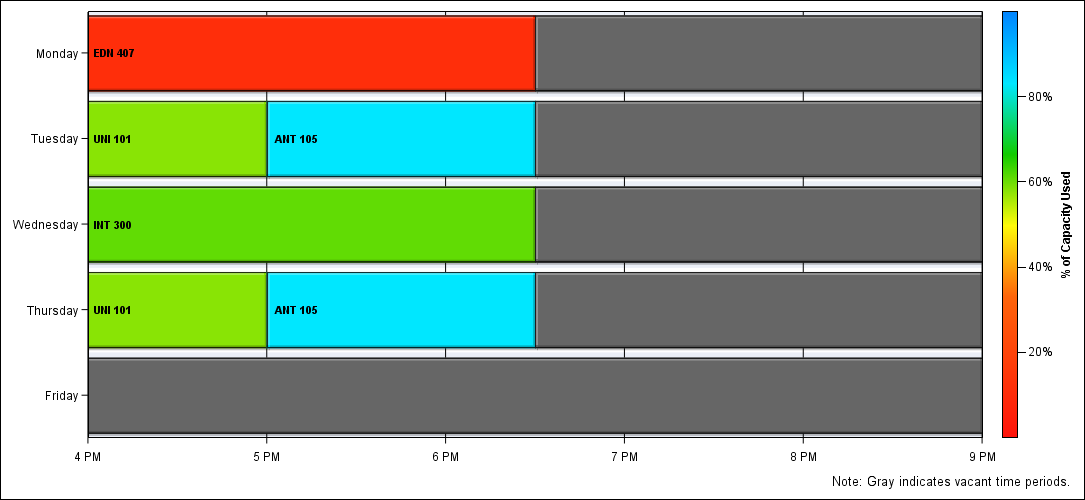 Monday
EDN 407
80%
Tuesday
UNI 101
ANT 105
60%
% of Capacity Used
Wednesday
INT 300
40%
Thursday
UNI 101
ANT 105
20%
Friday
4 PM
5 PM
6 PM
7 PM
8 PM
9 PM
Note: Gray indicates vacant time periods.